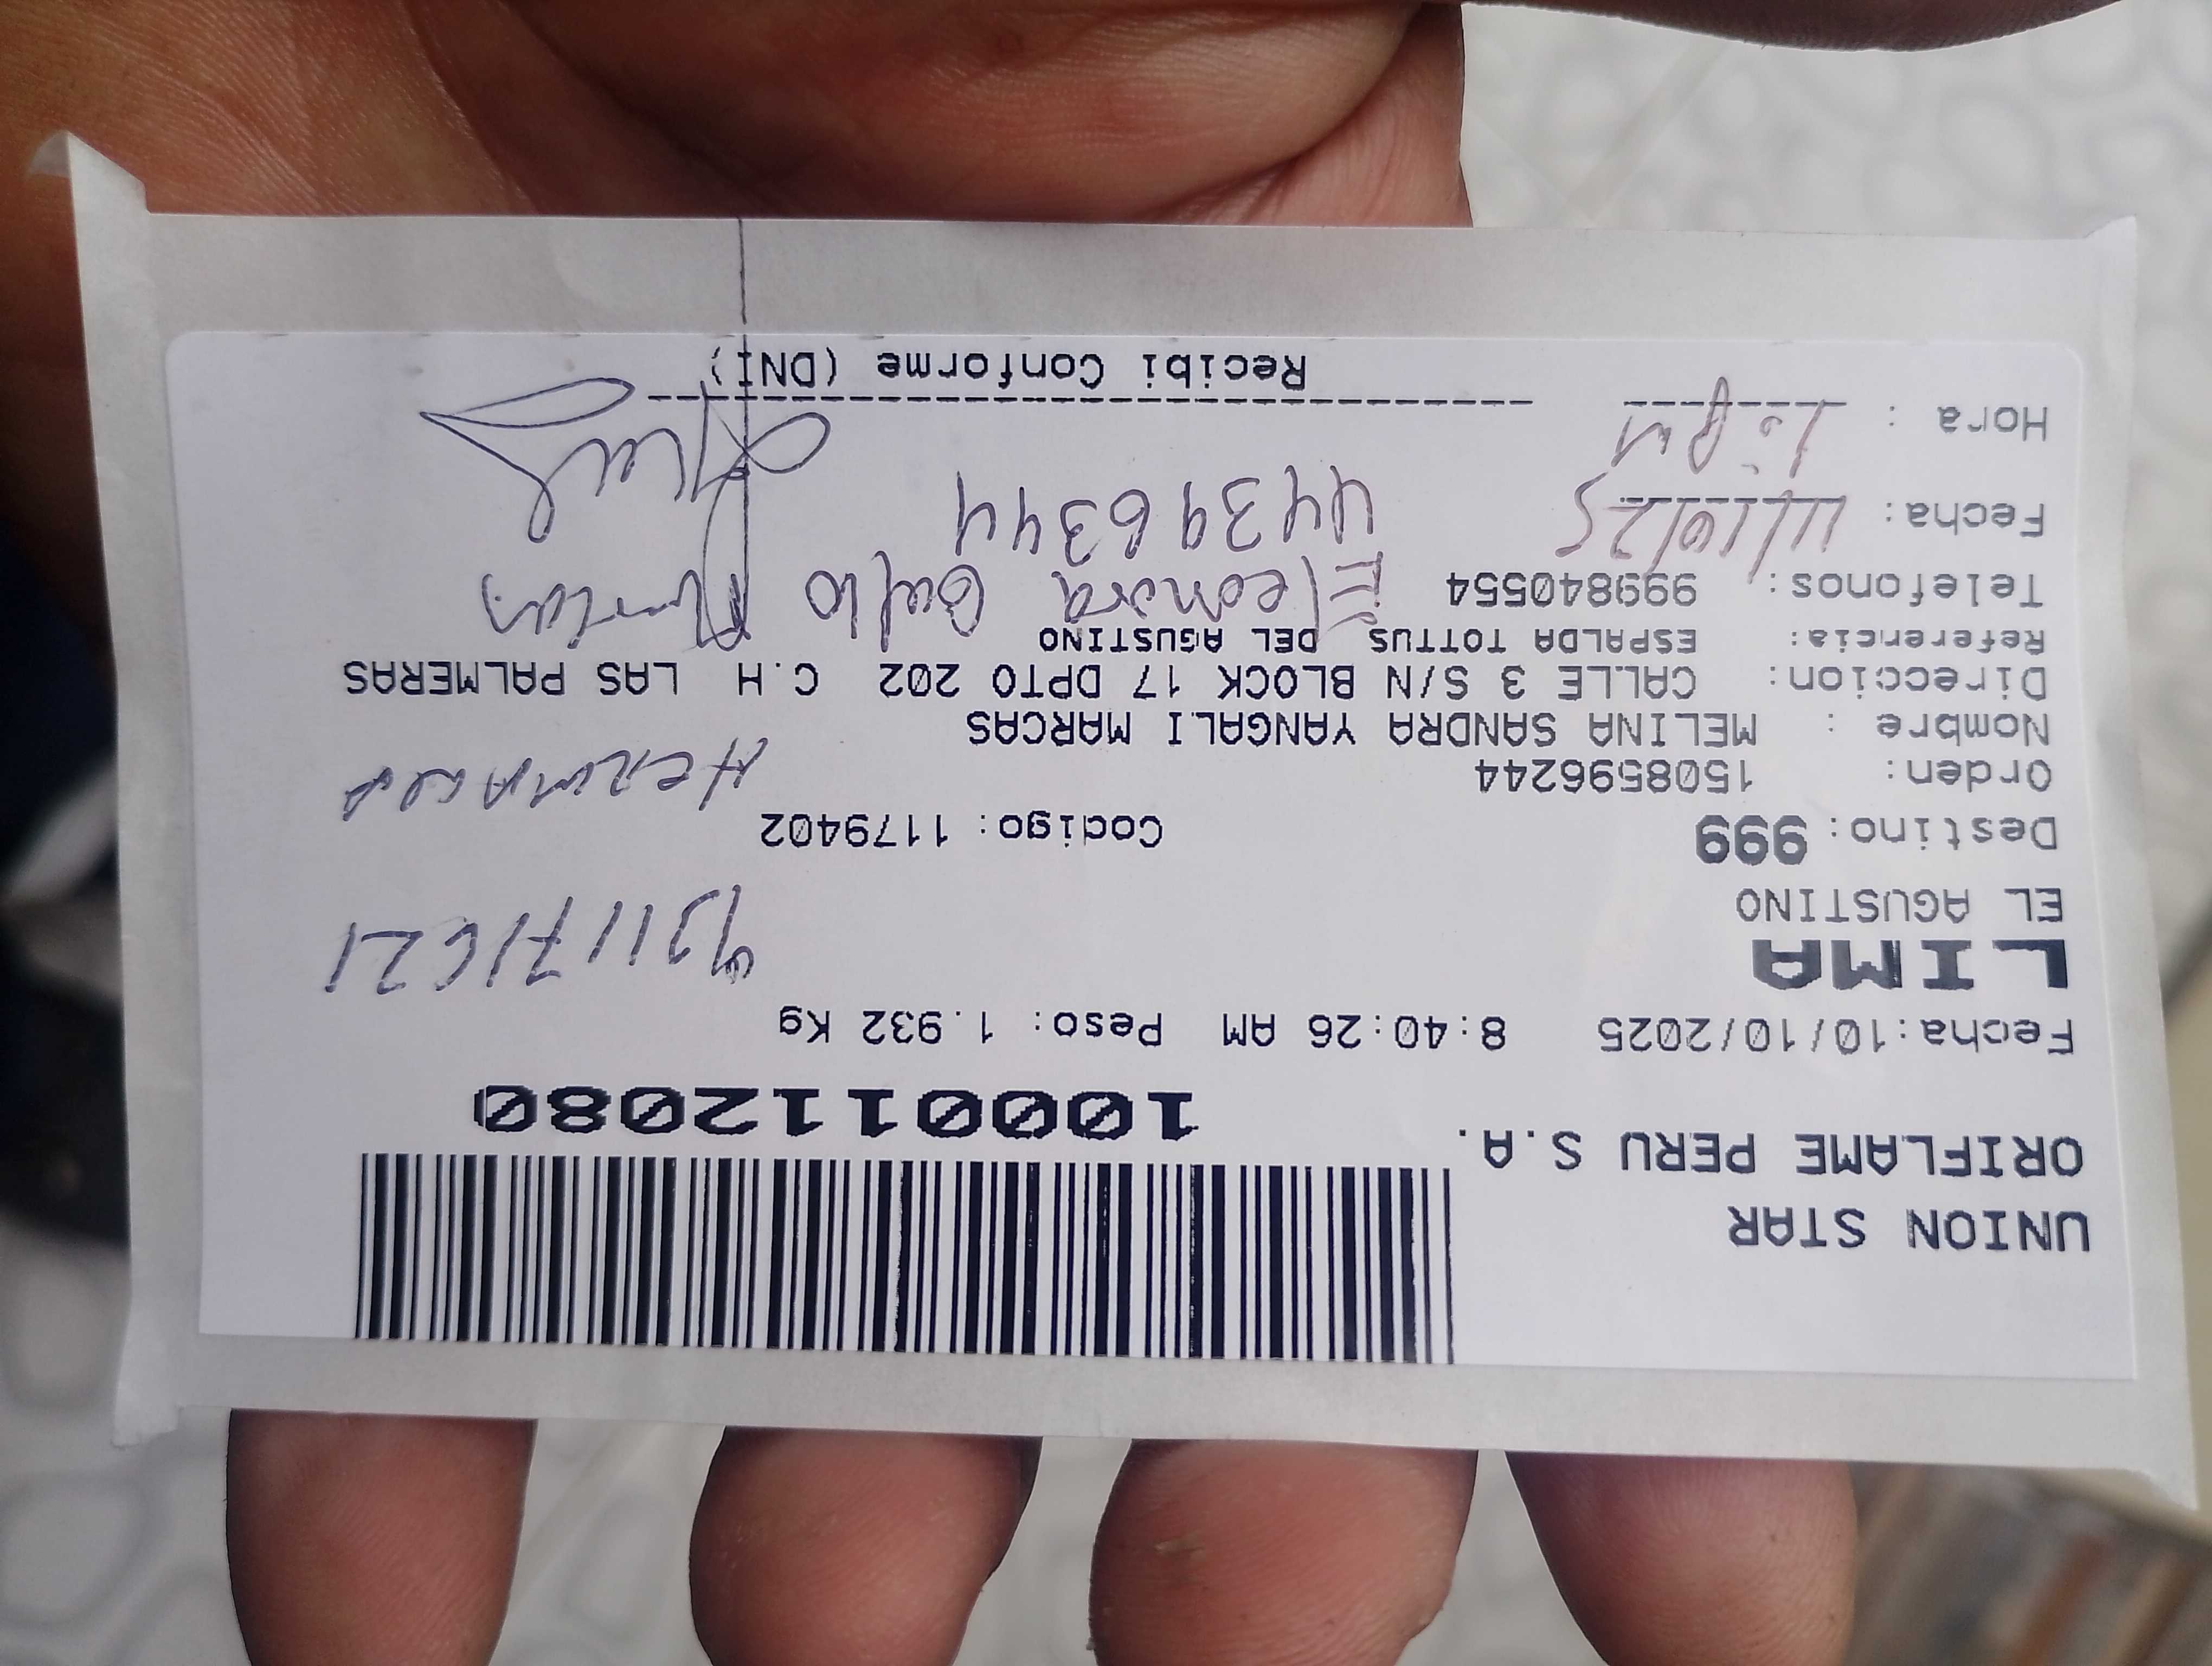 UNION STAR
ORIFLAME PERU S.A.
1000112080
Fecha:10/10/2025 8:40:26 AM Peso: 1.932 Kg
LIMA
EL AGUSTINO
Destino: 999 Codigo: 1179402
Orden: 1508596244
Nombre : MELINA SANDRA YANGALI MARCAS
Direccion: CALLE 3 S/N BLOCK 17 DPTO 202 C.H LAS PALMERAS
Referencia: ESPALDA TOTTUS DEL AGUSTINO
Telefonos: 999840554
Eleonora
Fecha: 11/10/25 44396344
Hora :
Recibi Conforme (DNI)